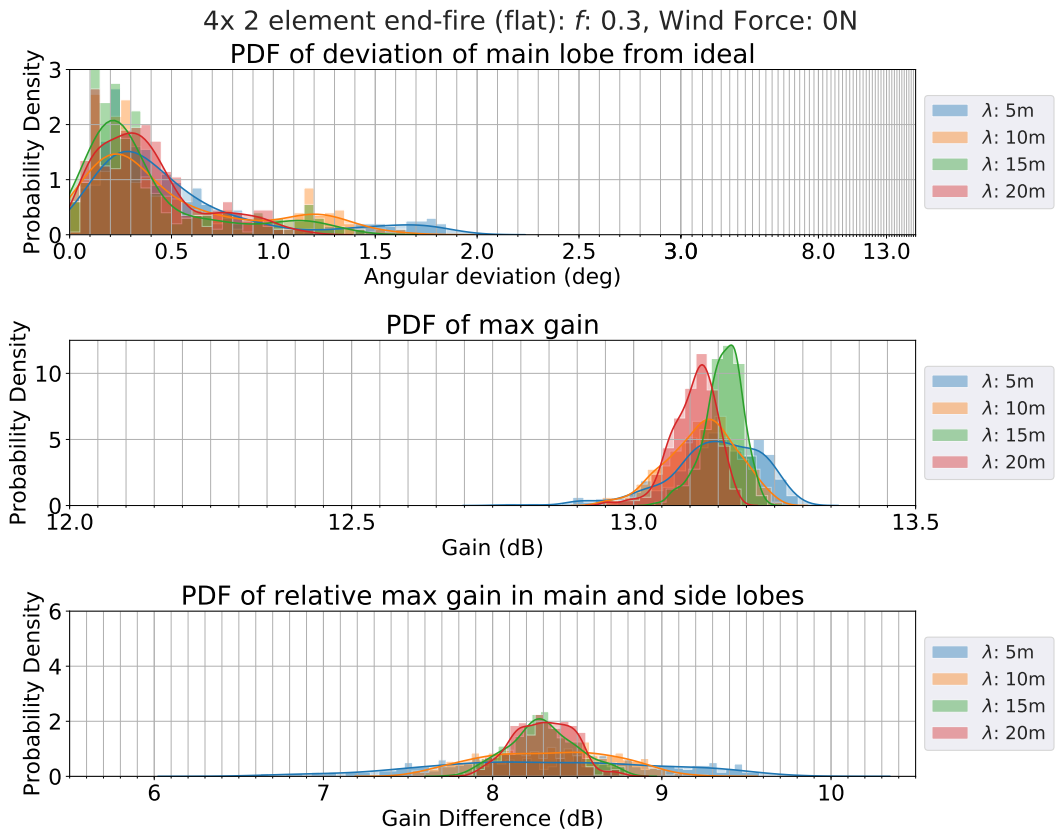 4x 2 element end-fire (flat): f: 0.3, Wind Force: 0N
PDF of deviation of main lobe from ideal
Probability Density
3
2
1
0
0.0 0.5 1.0 1.5 2.0 2.5 3.0 8.0 13.0
Angular deviation (deg)
λ: 5m
λ: 10m
λ: 15m
λ: 20m
PDF of max gain
Probability Density
10
5
0
12.0 12.5 13.0 13.5
Gain (dB)
λ: 5m
λ: 10m
λ: 15m
λ: 20m
PDF of relative max gain in main and side lobes
Probability Density
6
4
2
0
6 7 8 9 10
Gain Difference (dB)
λ: 5m
λ: 10m
λ: 15m
λ: 20m